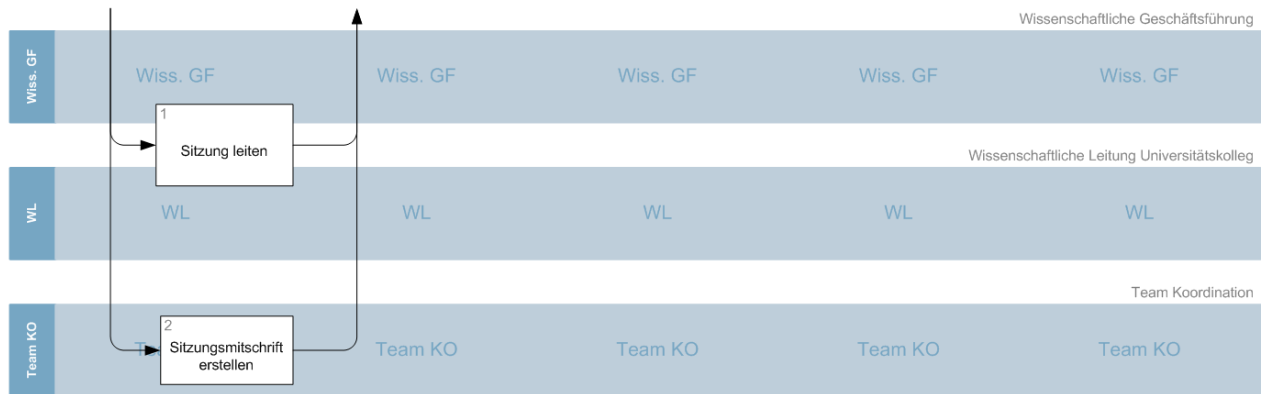 Wissenschaftliche Geschäftsführung
Wiss. GF
Wiss. GF
Wiss. GF
Wiss. GF
Wiss. GF
Wiss. GF
1
Sitzung leiten
Wissenschaftliche Leitung Universitätskolleg
WL
WL
WL
WL
WL
WL
Team Koordination
Team KO
2
Sitzungsmitschrift
erstellen
Team KO
Team KO
Team KO
Team KO